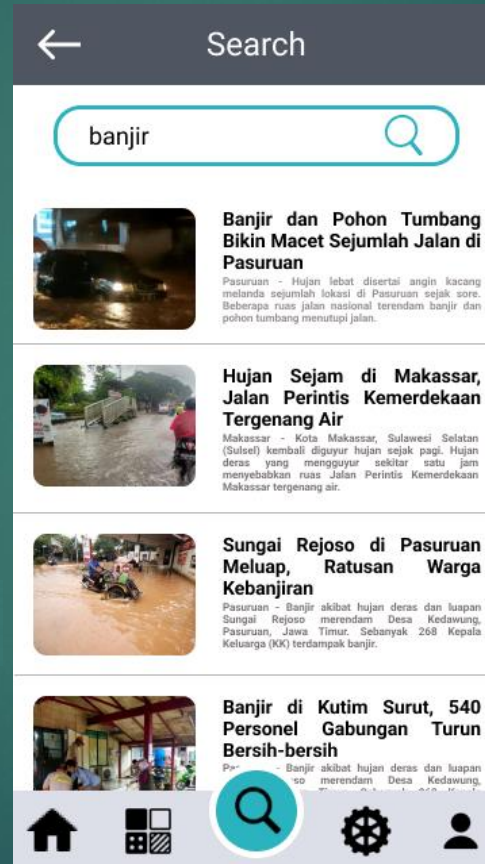 Search
banjir
Banjir dan Pohon Tumbang
Bikin Macet Sejumlah Jalan di
Pasuruan
Pasuruan - Hujan lebat disertai angin kacang
melanda sejumlah lokasi di Pasuruan sejak sore.
Beberapa ruas jalan nasional terendam banjir dan
pohon tumbang menutupi jalan.
Hujan Sejam di Makassar,
Jalan Perintis Kemerdekaan
Tergenang Air
Makassar - Kota Makassar, Sulawesi Selatan
(Sulsel) kembali diguyur hujan sejak pagi. Hujan
deras yang mengguyur sekitar satu jam
menyebabkan ruas Jalan Perintis Kemerdekaan
Makassar tergenang air.
Sungai Rejoso di Pasuruan
Meluap, Ratusan Warga
Kebanjiran
Pasuruan - Banjir akibat hujan deras dan luapan
Sungai Rejoso merendam Desa Kedawung,
Pasuruan, Jawa Timur. Sebanyak 268 Kepala
Keluarga (KK) terdampak banjir.
Banjir di Kutim Surut, 540
Personel Gabungan Turun
Bersih-bersih
- Banjir akibat hujan deras dan luapan
merendam Desa Kedawung,